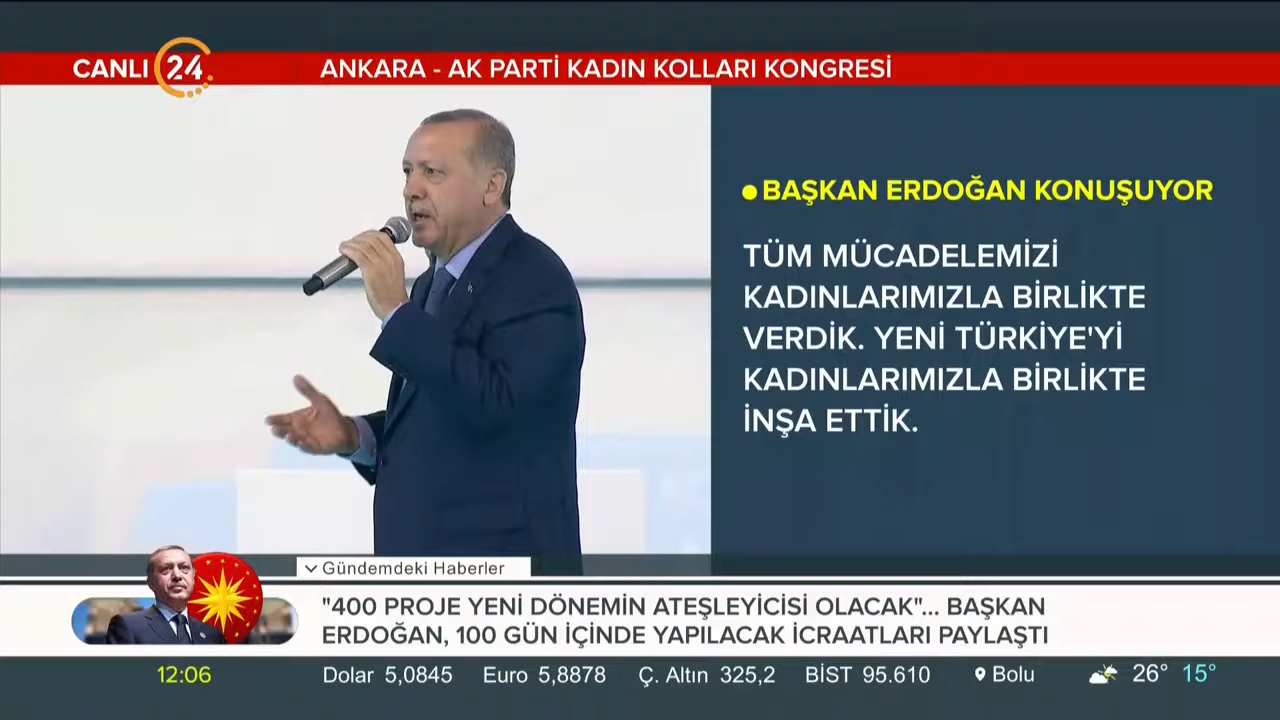 CANLI 24 ANKARA - AK PARTİ KADIN KOLLARI KONGRESİ
BAŞKAN ERDOĞAN KONUŞUYOR
TÜM MÜCADELEMİZİ
KADINLARIMIZLA BİRLİKTE
VERDİK. YENİ TÜRKİYE'Yİ
KADINLARIMIZLA BİRLİKTE
İNŞA ETTİK.
Gündemdeki Haberler
"400 PROJE YENİ DÖNEMİN ATEŞLEYİCİSİ OLACAK"... BAŞKAN
ERDOĞAN, 100 GÜN İÇİNDE YAPILACAK İCRAATLARI PAYLAŞTI
12:06 Dolar 5,0845 Euro 5,8878 Ç. Altın 325,2 BİST 95.610 Bolu 26° 15°